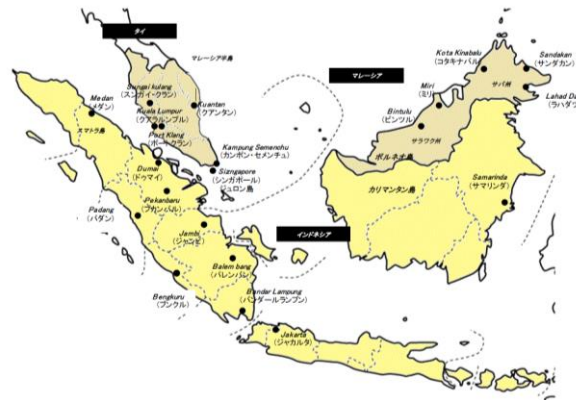 タイ
マレーシア半島
Kota Kinabalu
(コタキナバル)
Sandakan
(サンダカン)
マレーシア
サバ州
Sungai kulang
(スンガイ・クラン)
Medan
(メダン)
Kuala Lumpur
(クアラルンプル)
Kuantan
(クアンタン)
Miri
(ミリ)
Lahad Da
(ラハダ
Bintulu
(ビンツル)
スマトラ島
Port Klang
(ポートクラン)
サラワク州
Kampung Semenchu
(カンポン・セメンチュ)
ボルネオ島
Dumai
(ドゥマイ)
Sizngapore
(シンガポール)
ジュロン島
カリマンタン島
Samarinda
(サマリンダ)
Pakanbaru
Padang
(パダン)
Jambi
(ジャンビ)
インドネシア
Balem bang
(パレンバン)
Bengkuru
(ブンクル)
Bandar Lampung
(バンダールランプン)
Jakarta
(ジャカルタ)